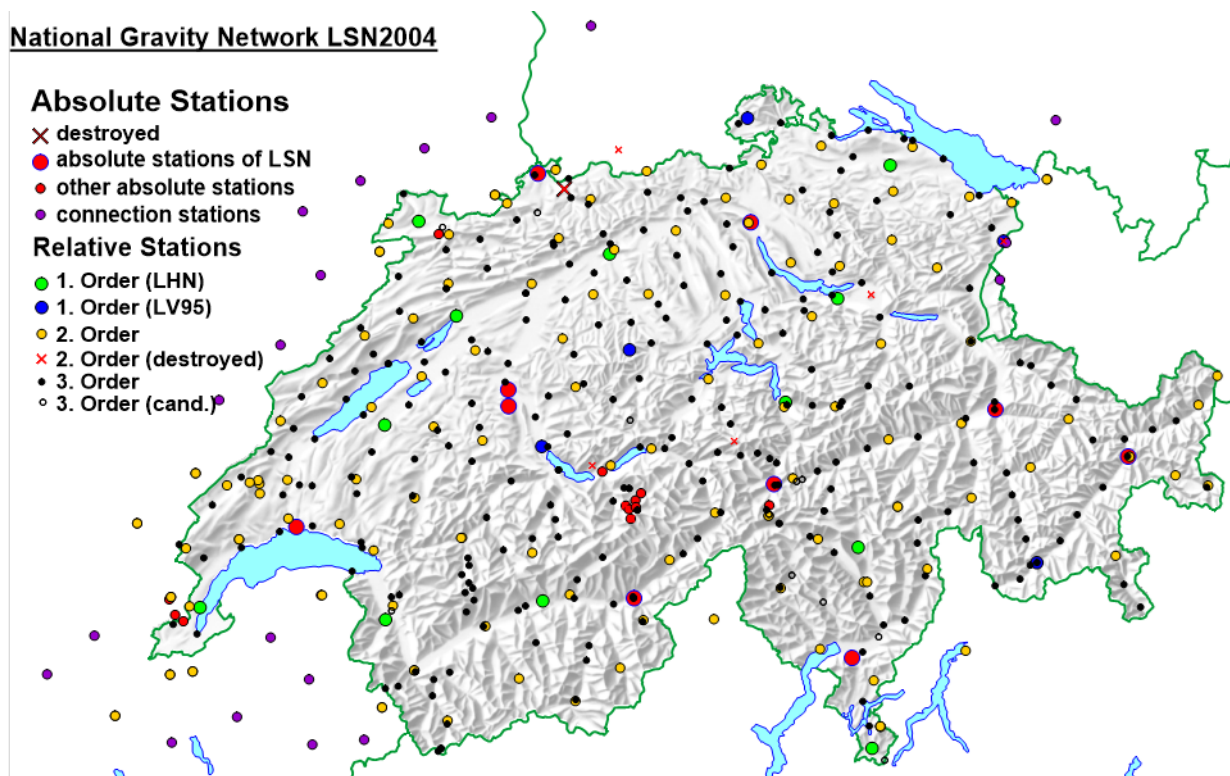 National Gravity Network LSN2004
Absolute Stations
destroyed
absolute stations of LSN
other absolute stations
connection stations
Relative Stations
1. Order (LHN)
1. Order (LV95)
2. Order
2. Order (destroyed)
3. Order
3. Order (cand.)